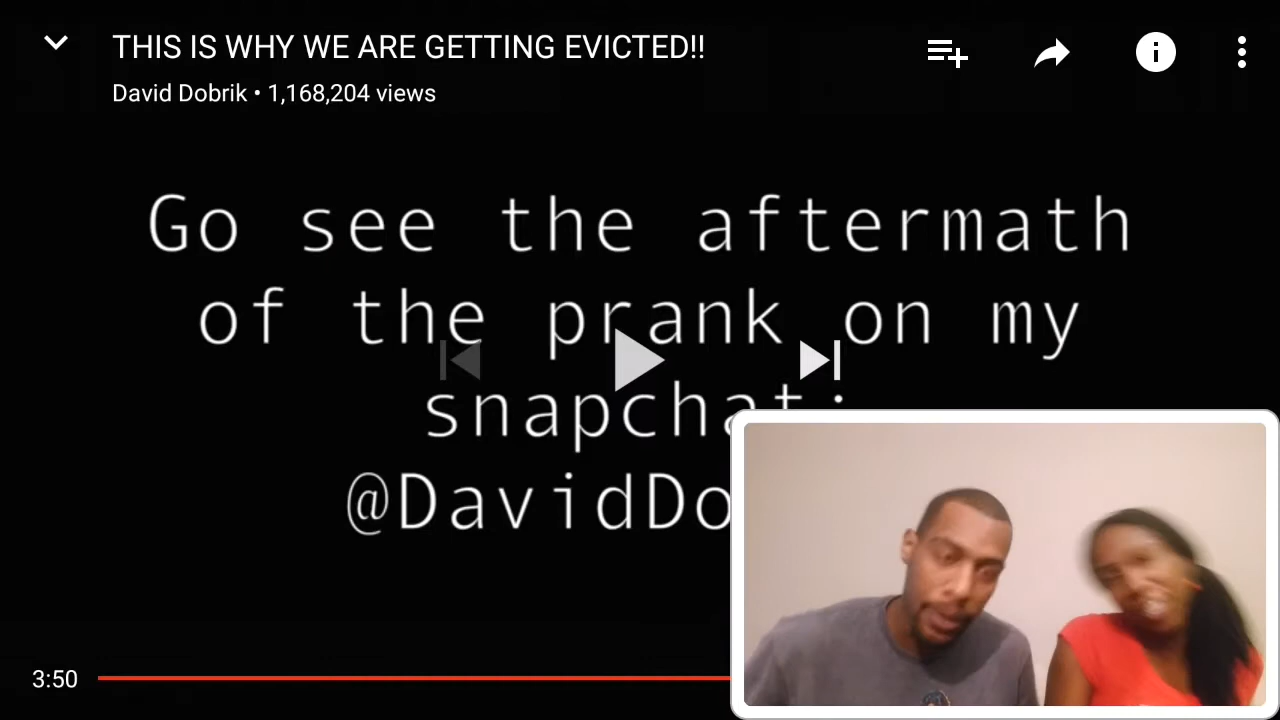 THIS IS WHY WE ARE GETTING EVICTED!!
David Dobrik • 1,168,204 views
Go see the aftermath
of the prank on my
snapchat:
@DavidDo
3:50